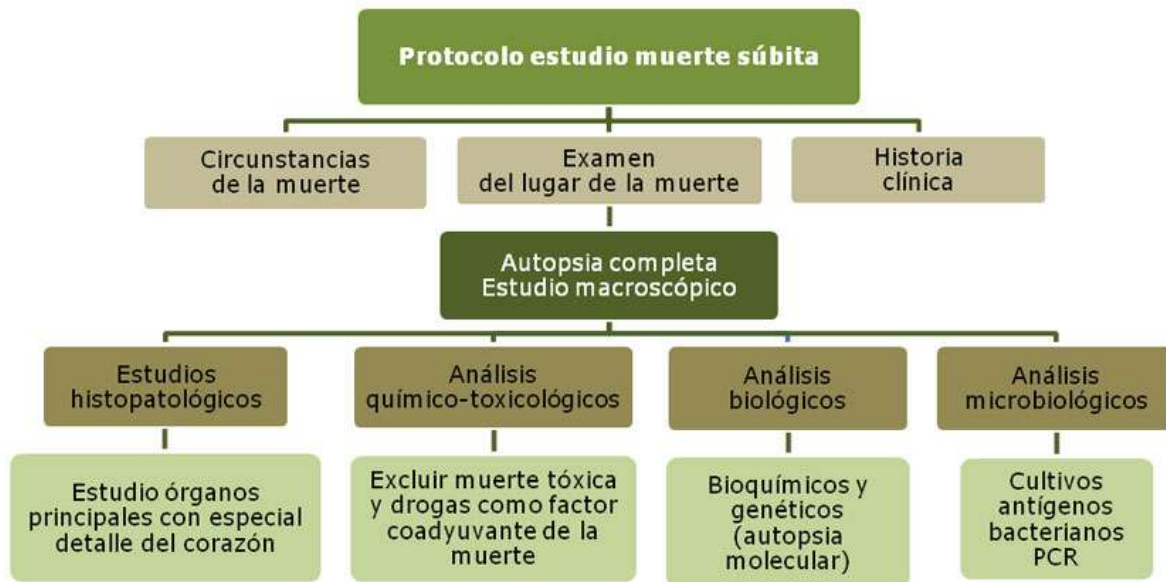 Protocolo estudio muerte súbita
Circunstancias
de la muerte
Examen
del lugar de la muerte
Historia
clínica
Autopsia completa
Estudio macroscópico
Estudios
histopatológicos
Análisis
químico-toxicológicos
Análisis
biológicos
Análisis
microbiológicos
Estudio órganos
principales con especial
detalle del corazón
Excluir muerte tóxica
y drogas como factor
coadyuvante de la
muerte
Bioquímicos y
genéticos
(autopsia
molecular)
Cultivos
antígenos
bacterianos
PCR